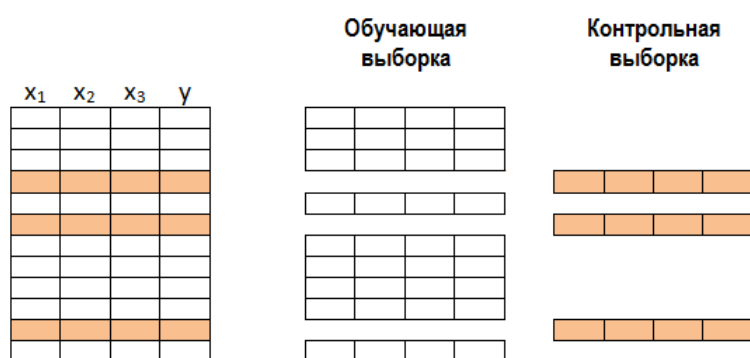 Обучающая
выборка
Контрольная
выборка
x₁ x₂ x₃ y